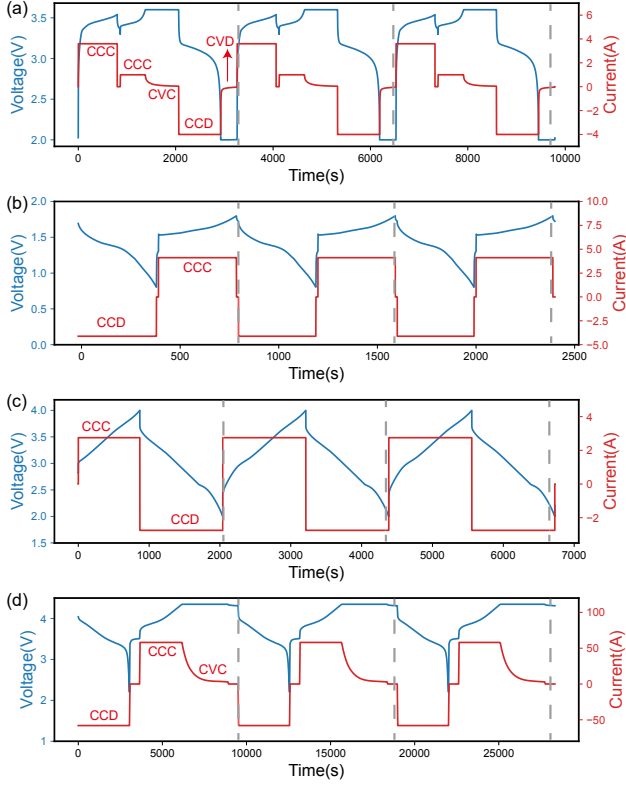 (a)
Voltage(V)
3.5
3.0
2.5
2.0
CCC
CCC
CVC
CCD
CVD
6
4
2
0
−2
−4
Current(A)
0 2000 4000 6000 8000 10000
Time(s)
(b)
Voltage(V)
2.0
1.5
1.0
0.5
0.0
CCC
CCD
10.0
7.5
5.0
2.5
0.0
−2.5
−5.0
Current(A)
0 500 1000 1500 2000 2500
Time(s)
(c)
Voltage(V)
4.0
3.5
3.0
2.5
2.0
1.5
CCC
CCD
4
2
0
−2
Current(A)
0 1000 2000 3000 4000 5000 6000 7000
Time(s)
(d)
Voltage(V)
4
3
2
1
CCC
CVC
CCD
100
50
0
−50
Current(A)
0 5000 10000 15000 20000 25000
Time(s)